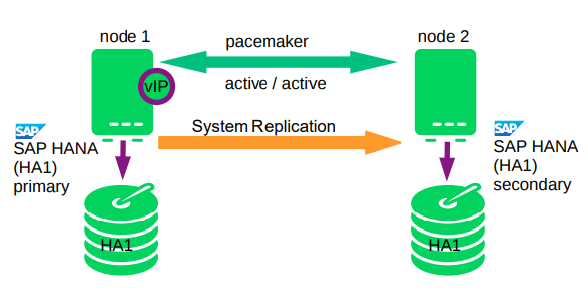 node 1
node 2
pacemaker
vIP
active / active
System Replication
SAP
SAP HANA
(HA1)
primary
SAP
SAP HANA
(HA1)
secondary
HA1
HA1